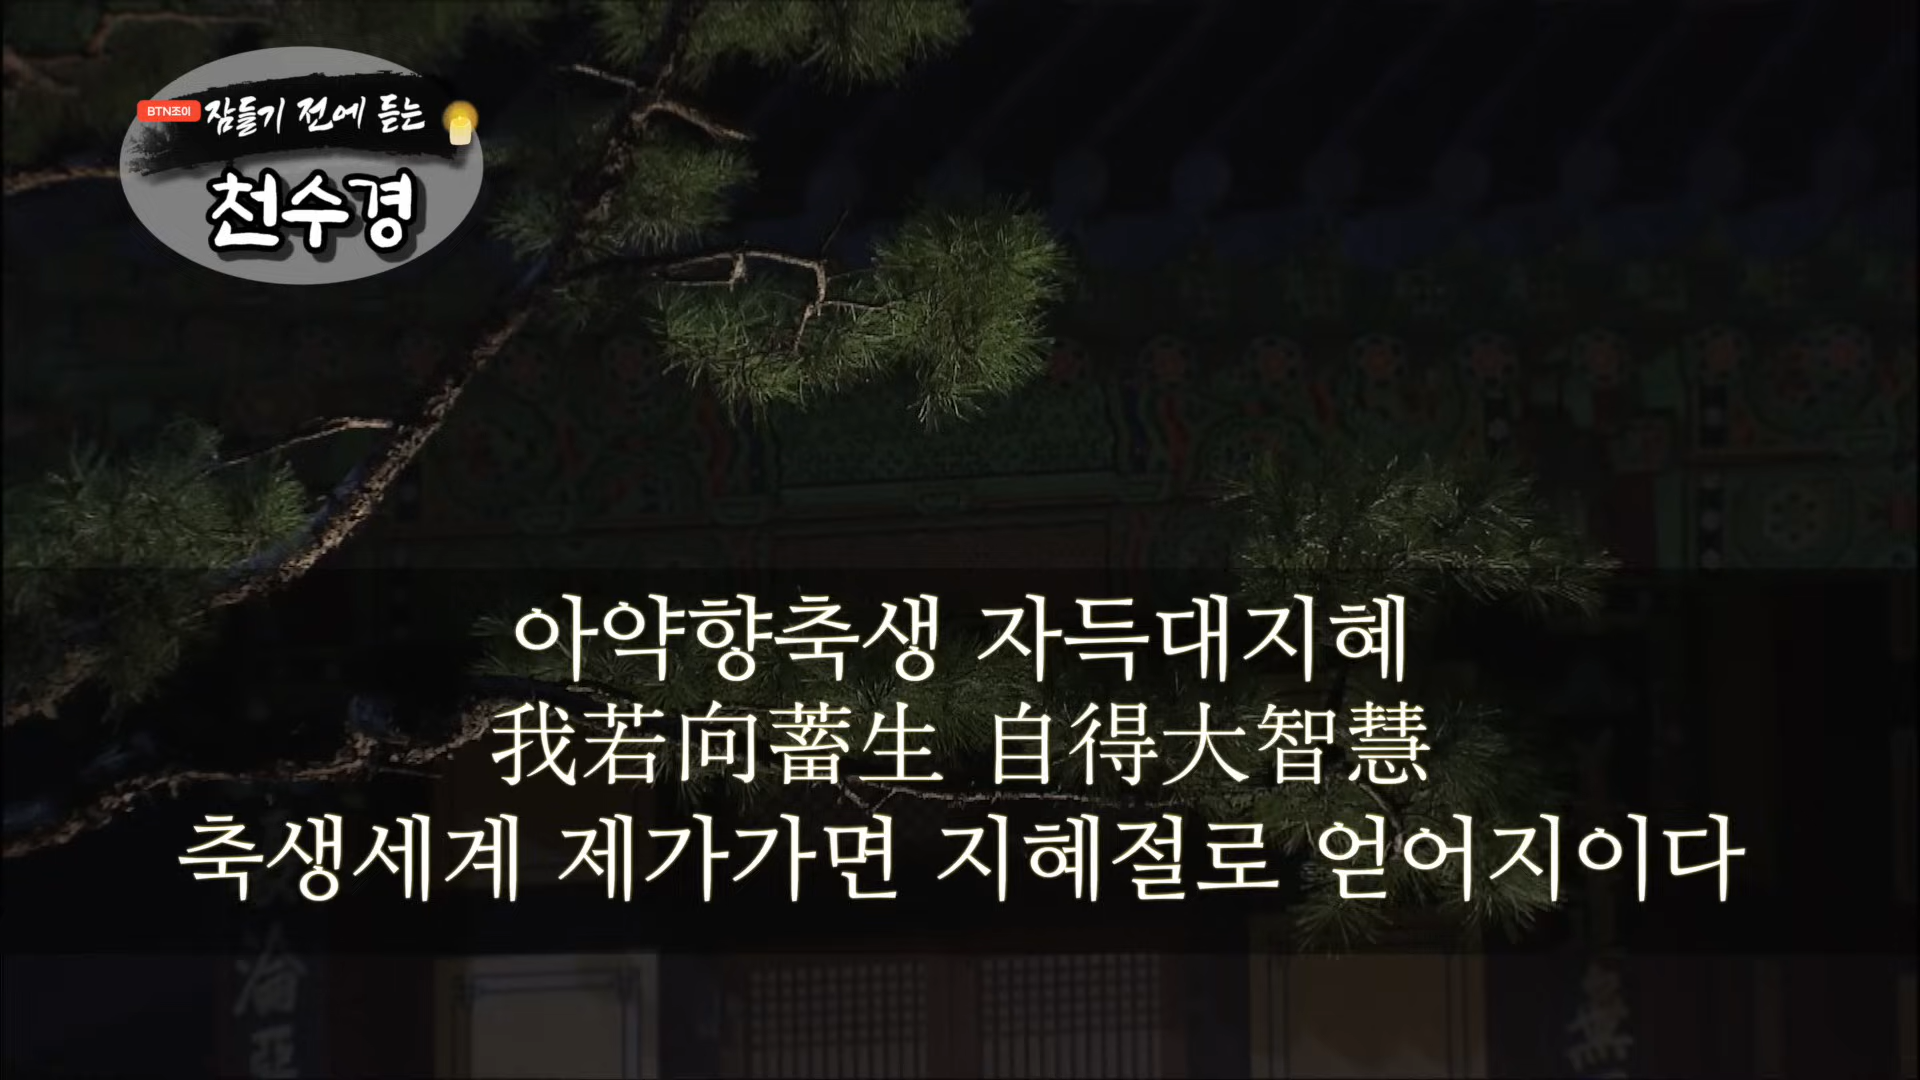 BTN조이
잠들기 전에 듣는
천수경
아약향축생 자득대지혜
我若向蓄生 自得大智慧
축생세계 제가가면 지혜절로 얻어지이다